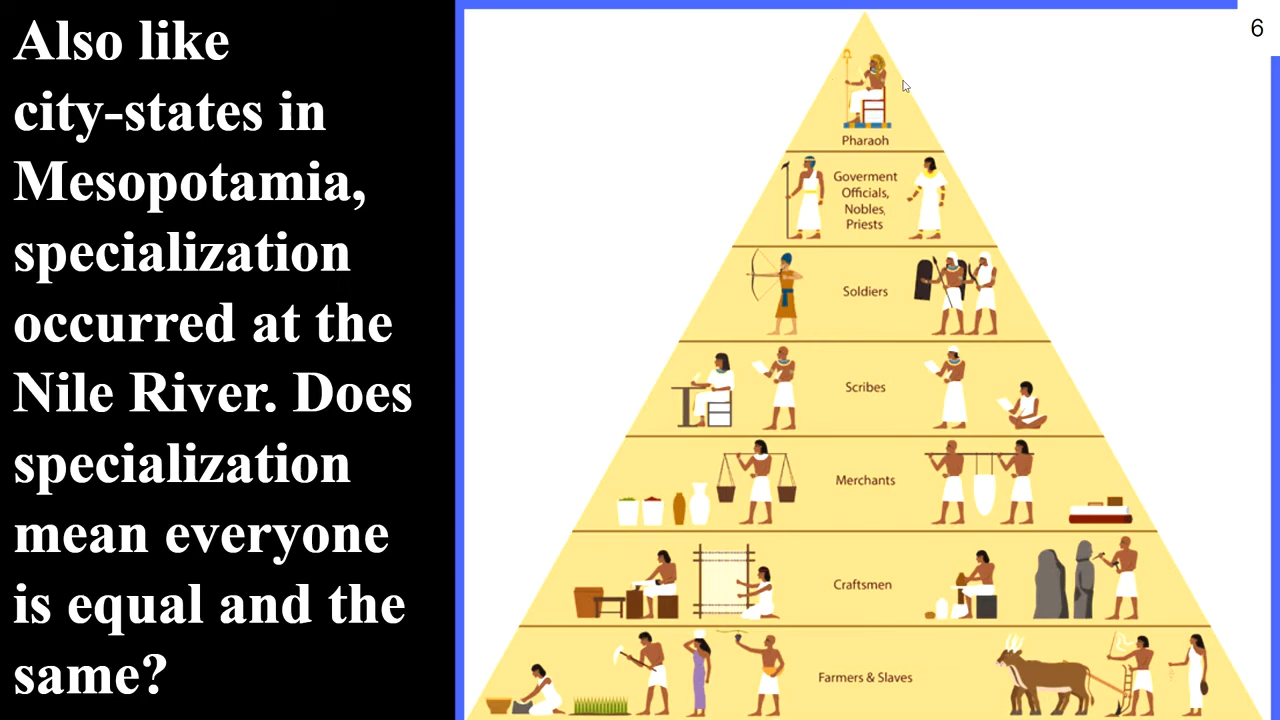 Also like
city-states in
Mesopotamia,
specialization
occurred at the
Nile River. Does
specialization
mean everyone
is equal and the
same?
6
Pharaoh
Goverment
Officials,
Nobles,
Priests
Soldiers
Scribes
Merchants
Craftsmen
Farmers & Slaves